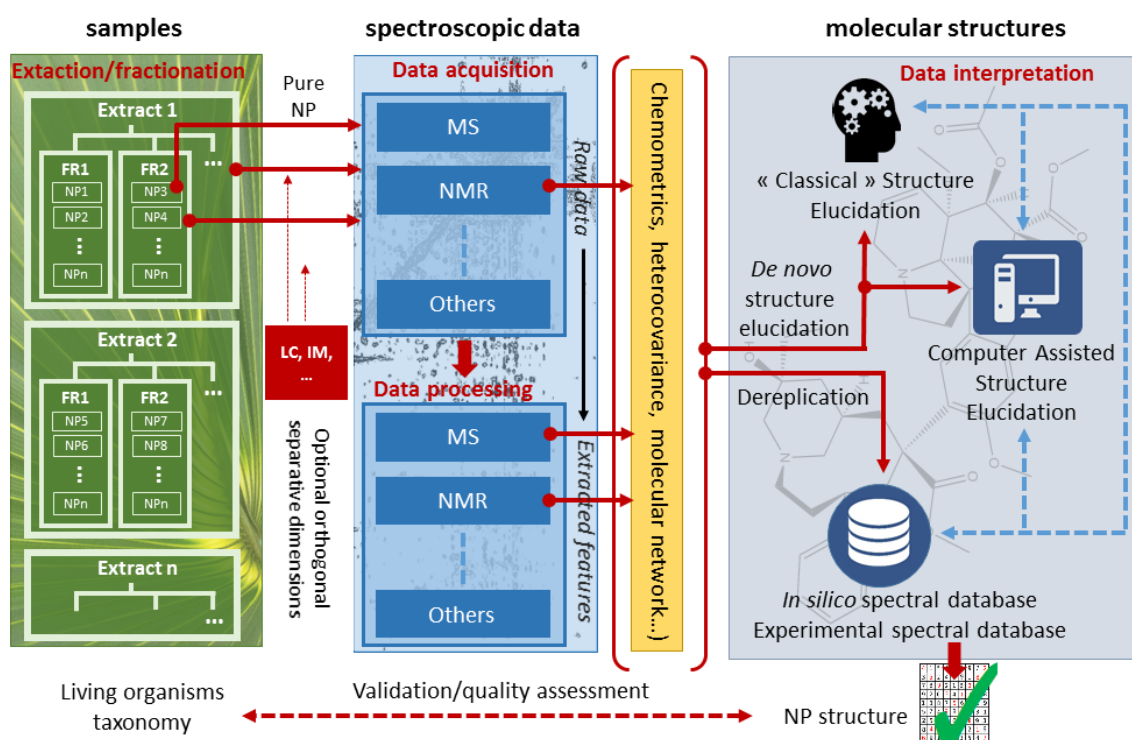 samples
spectroscopic data
molecular structures
Extaction/fractionation
Extract 1
FR1
FR2
...
NP1
NP3
NP2
NP4
⋮
⋮
NPn
NPn
Extract 2
FR1
FR2
...
NP5
NP7
NP6
NP8
⋮
⋮
NPn
NPn
Extract n
...
Pure
NP
LC, IM,
...
Optional orthogonal
separative dimensions
Data acquisition
MS
NMR
Others
Raw data
Data processing
MS
NMR
Others
Extracted features
Chemometrics, heterocovariance, molecular network...)
Data interpretation
« Classical » Structure
Elucidation
De novo
structure
elucidation
Computer Assisted
Structure
Elucidation
Dereplication
In silico spectral database
Experimental spectral database
O
O
O
O
N
HO
N
O
O
Living organisms
taxonomy
Validation/quality assessment
NP structure